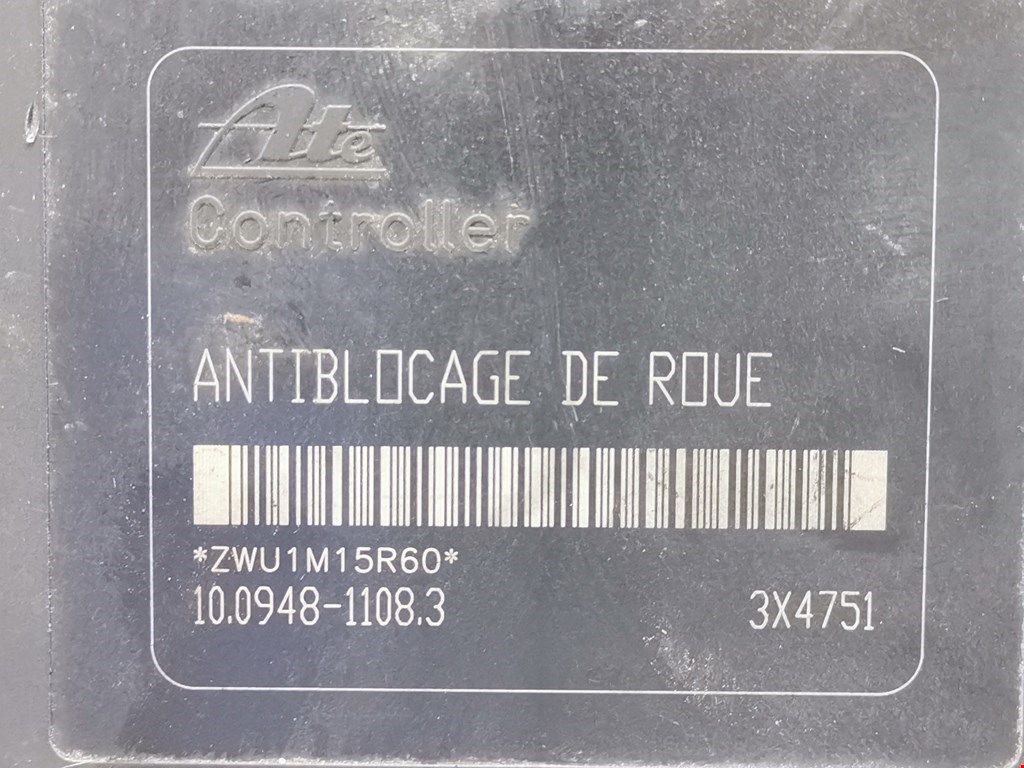 Ate
Controller
ANTIBLOCAGE DE ROUE
*ZWU1M15R60*
10.0948-1108.3 3X4751